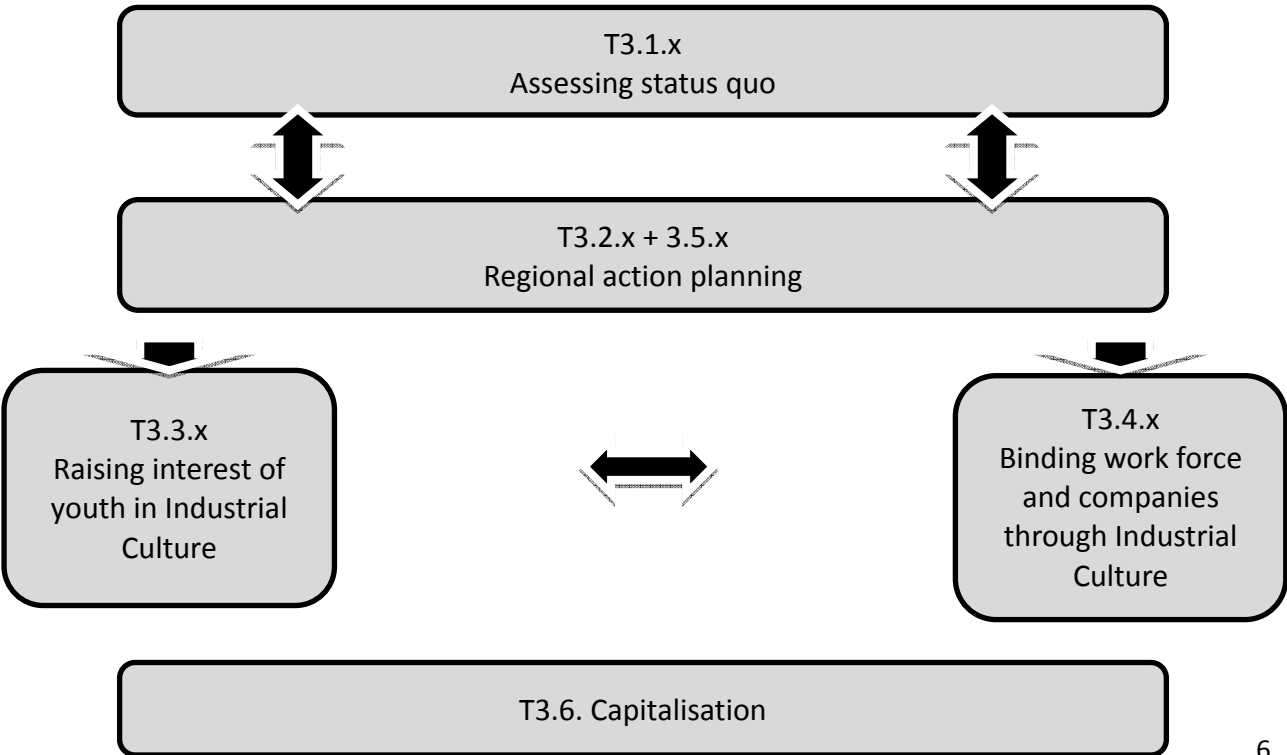 T3.1.x
Assessing status quo
T3.2.x + 3.5.x
Regional action planning
T3.3.x
Raising interest of
youth in Industrial
Culture
T3.4.x
Binding work force
and companies
through Industrial
Culture
T3.6. Capitalisation
6